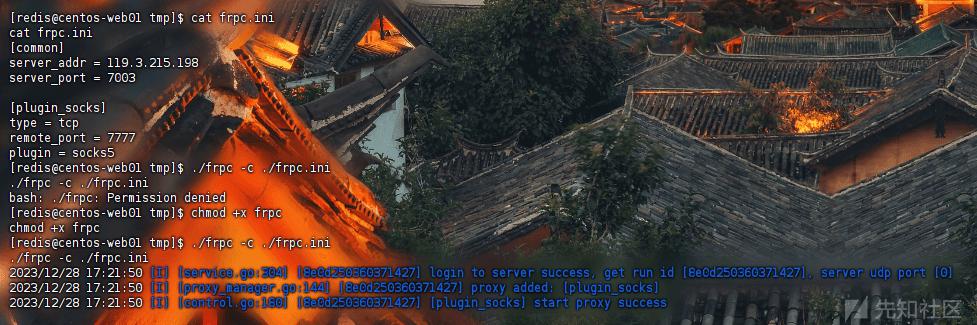 [redis@centos-web01 tmp]$ cat frpc.ini
cat frpc.ini
[common]
server_addr = 119.3.215.198
server_port = 7003

[plugin_socks]
type = tcp
remote_port = 7777
plugin = socks5
[redis@centos-web01 tmp]$ ./frpc -c ./frpc.ini
./frpc -c ./frpc.ini
bash: ./frpc: Permission denied
[redis@centos-web01 tmp]$ chmod +x frpc
chmod +x frpc
[redis@centos-web01 tmp]$ ./frpc -c ./frpc.ini
./frpc -c ./frpc.ini
2023/12/28 17:21:50 [I] [service.go:304] [8e0d250360371427] login to server success, get run id [8e0d250360371427], server udp port [0]
2023/12/28 17:21:50 [I] [proxy_manager.go:144] [8e0d250360371427] proxy added: [plugin_socks]
2023/12/28 17:21:50 [I] [control.go:180] [8e0d250360371427] [plugin_socks] start proxy success
先知社区